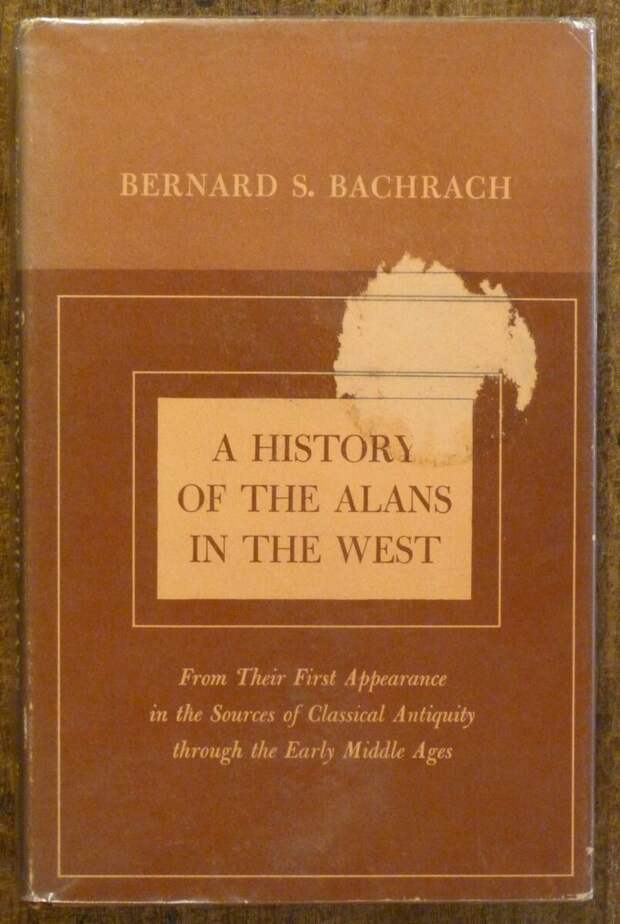 BERNARD S. BACHRACH
A HISTORY
OF THE ALANS
IN THE WEST
From Their First Appearance
in the Sources of Classical Antiquity
through the Early Middle Ages